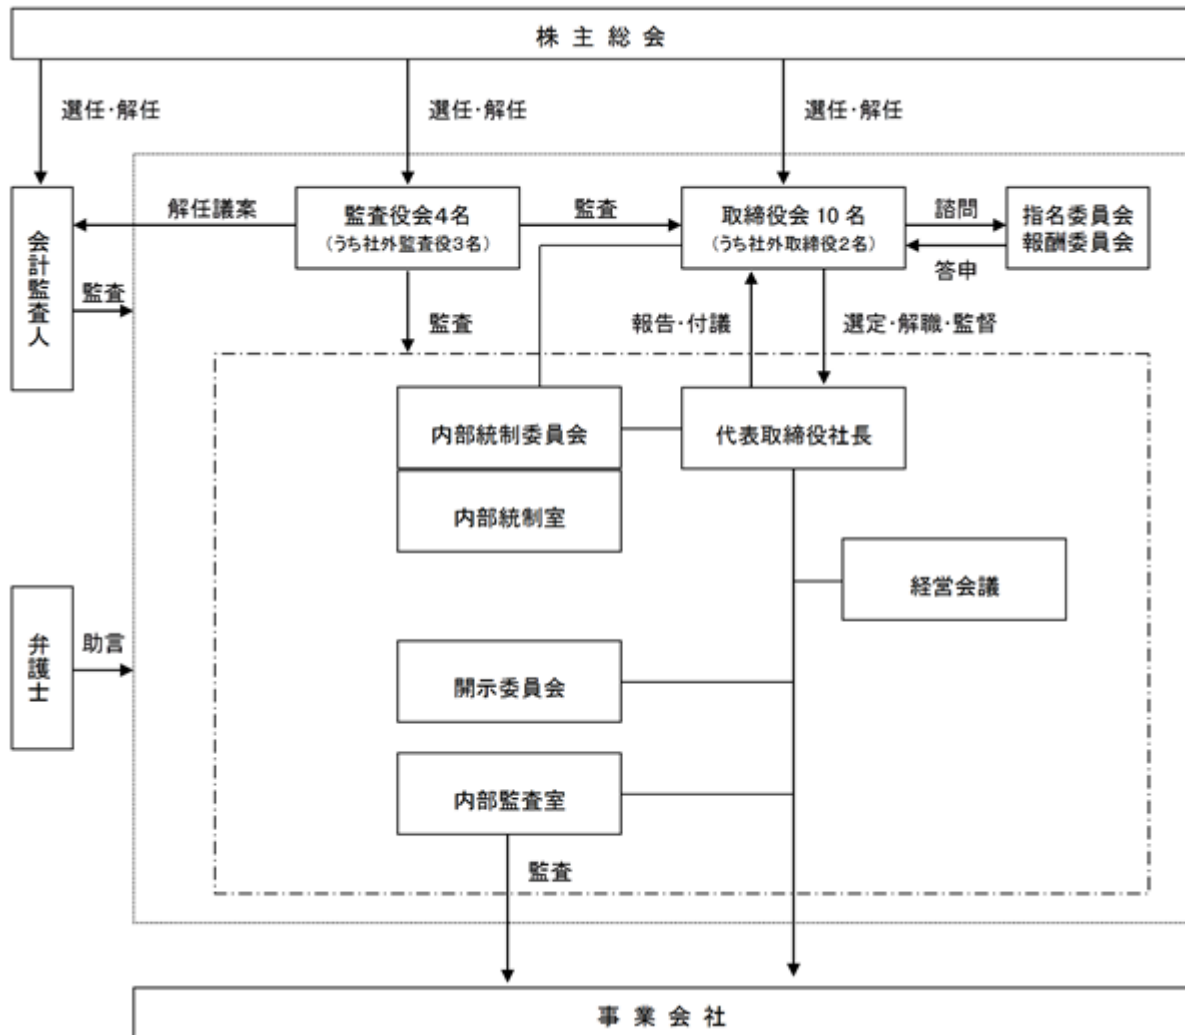 株主総会
選任・解任
選任・解任
選任・解任
解任議案
監査役会4名
(うち社外監査役3名)
監査
取締役会 10 名
(うち社外取締役2名)
諮問
答申
指名委員会
報酬委員会
会計監査人
監査
監査
報告・付議
選定・解職・監督
内部統制委員会
代表取締役社長
内部統制室
経営会議
弁護士
助言
開示委員会
内部監査室
監査
事業会社